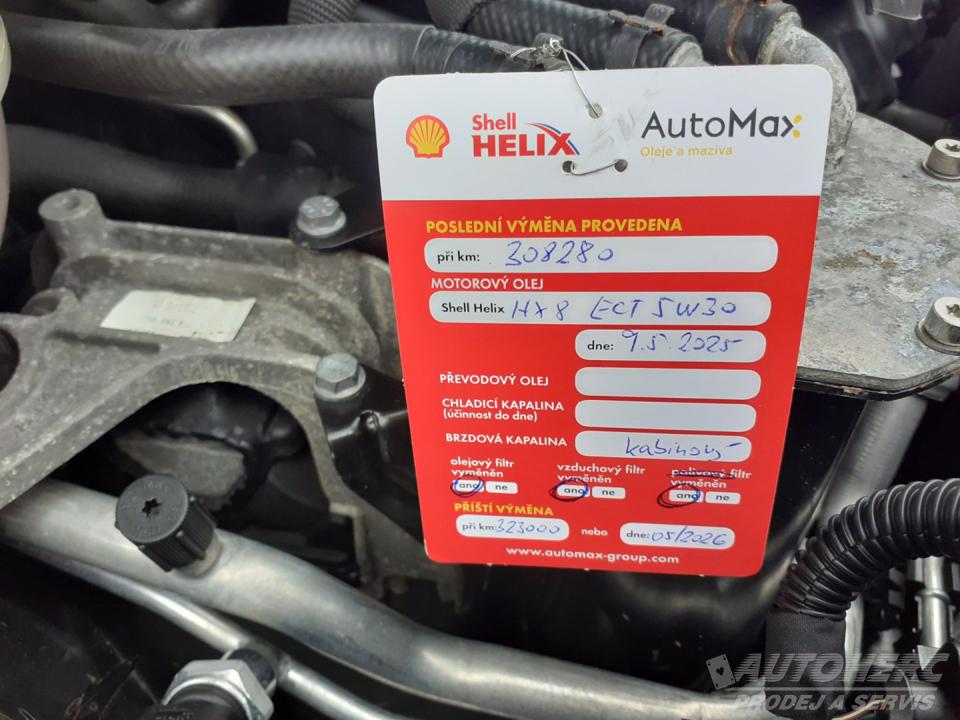 Shell
HELIX
AutoMax
Oleje a maziva
POSLEDNÍ VÝMĚNA PROVEDENA
při km: 308280
MOTOROVÝ OLEJ
Shell Helix HX8 ECT 5W30
dne: 9.5.2025
PŘEVODOVÝ OLEJ
CHLADICÍ KAPALINA
(účinnost do dne)
BRZDOVÁ KAPALINA kabinový
olejový filtr
vyměněn
ano ne
vzduchový filtr
vyměněn
ano ne
palivový filtr
vyměněn
ano ne
PŘÍŠTÍ VÝMĚNA
při km: 323000 nebo dne: 05/2026
www.automax-group.com
AUTOHERC
PRODEJ A SERVIS